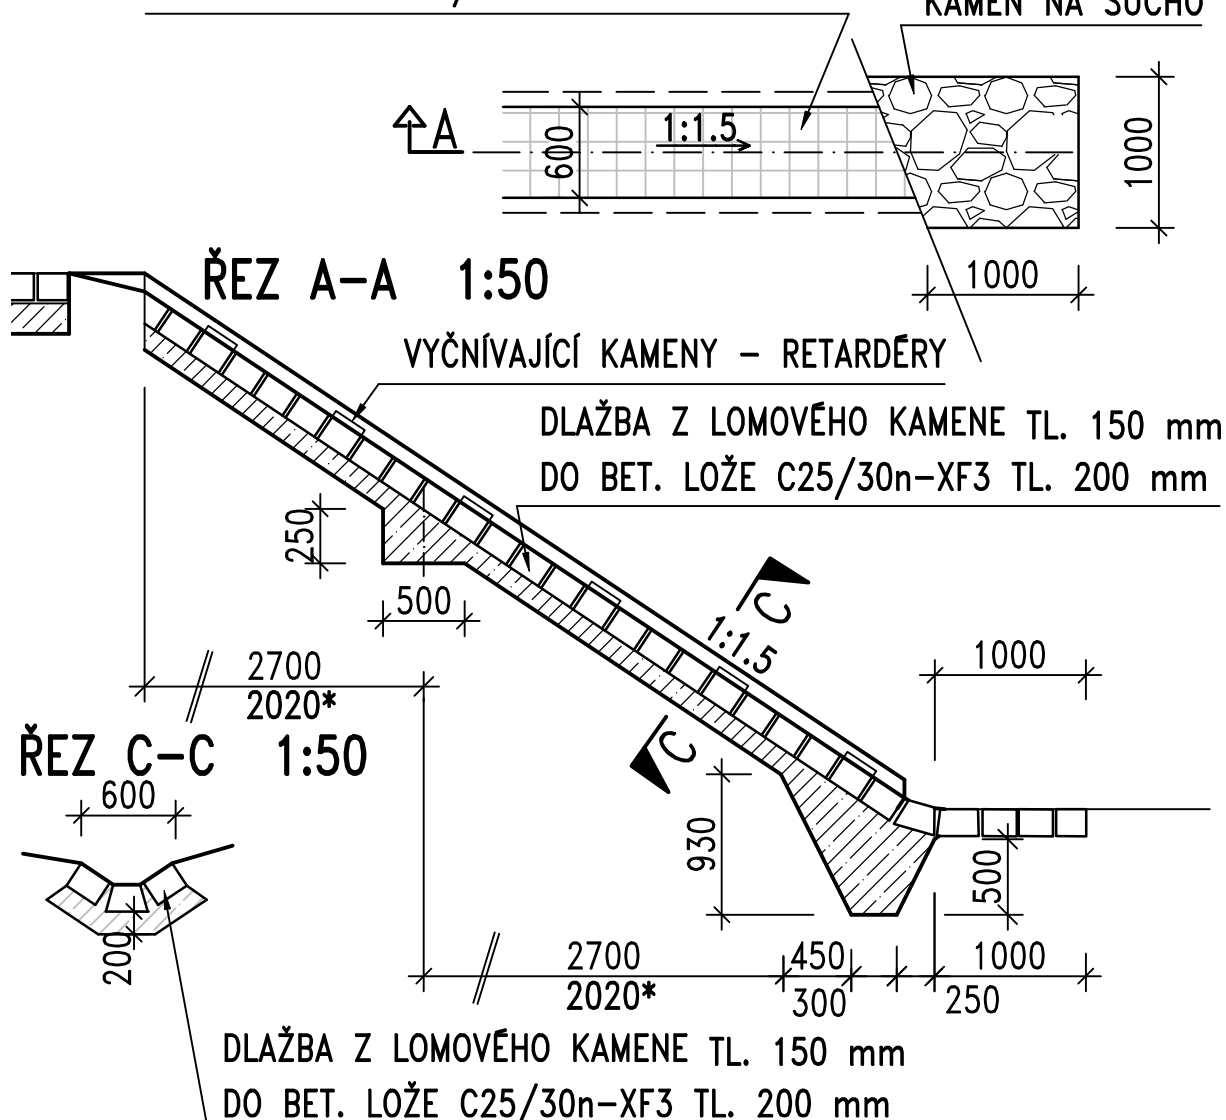 KAMEN NA SUCHO
A
1:1.5
600
1000
1000
ŘEZ A-A 1:50
VYČNÍVAJÍCÍ KAMENY - RETARDÉRY
DLAŽBA Z LOMOVÉHO KAMENE TL. 150 mm
DO BET. LOŽE C25/30n-XF3 TL. 200 mm
250
500
C
1:1.5
2700
2020*
1000
C
ŘEZ C-C 1:50
600
930
500
200
2700
2020*
450
300
1000
250
DLAŽBA Z LOMOVÉHO KAMENE TL. 150 mm
DO BET. LOŽE C25/30n-XF3 TL. 200 mm